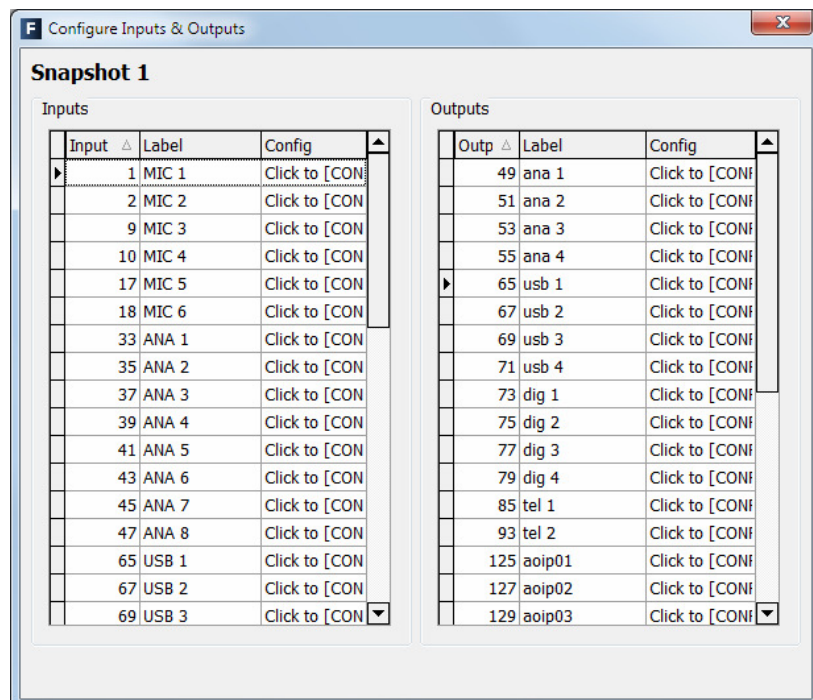 F Configure Inputs & Outputs
Snapshot 1
Inputs
Input Label Config
1 MIC 1 Click to [CON
2 MIC 2 Click to [CON
9 MIC 3 Click to [CON
10 MIC 4 Click to [CON
17 MIC 5 Click to [CON
18 MIC 6 Click to [CON
33 ANA 1 Click to [CON
35 ANA 2 Click to [CON
37 ANA 3 Click to [CON
39 ANA 4 Click to [CON
41 ANA 5 Click to [CON
43 ANA 6 Click to [CON
45 ANA 7 Click to [CON
47 ANA 8 Click to [CON
65 USB 1 Click to [CON
67 USB 2 Click to [CON
69 USB 3 Click to [CON
Outputs
Outp Label Config
49 ana 1 Click to [CONF
51 ana 2 Click to [CONF
53 ana 3 Click to [CONF
55 ana 4 Click to [CONF
65 usb 1 Click to [CONF
67 usb 2 Click to [CONF
69 usb 3 Click to [CONF
71 usb 4 Click to [CONF
73 dig 1 Click to [CONF
75 dig 2 Click to [CONF
77 dig 3 Click to [CONF
79 dig 4 Click to [CONF
85 tel 1 Click to [CONF
93 tel 2 Click to [CONF
125 aoip01 Click to [CONF
127 aoip02 Click to [CONF
129 aoip03 Click to [CONF